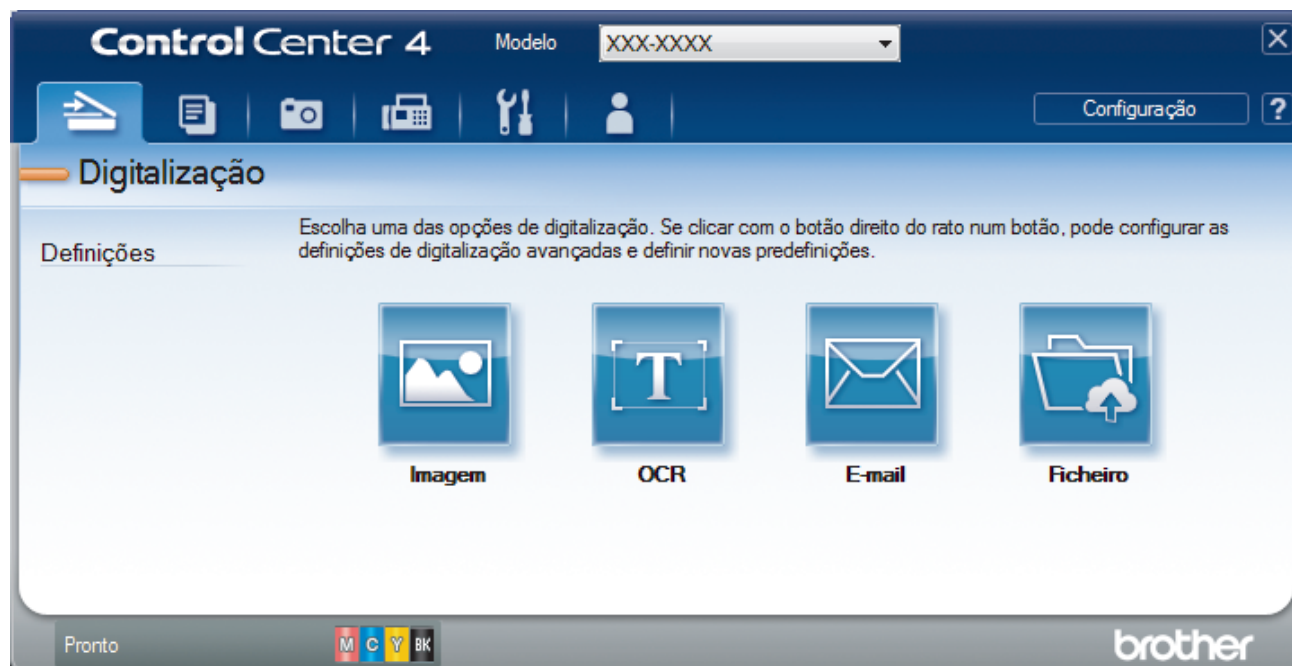 ControlCenter 4
Modelo
XXX-XXXX
Configuração
?
Digitalização
Definições
Escolha uma das opções de digitalização. Se clicar com o botão direito do rato num botão, pode configurar as
definições de digitalização avançadas e definir novas predefinições.
T
Imagem
OCR
E-mail
Ficheiro
Pronto
M C Y BK
brother